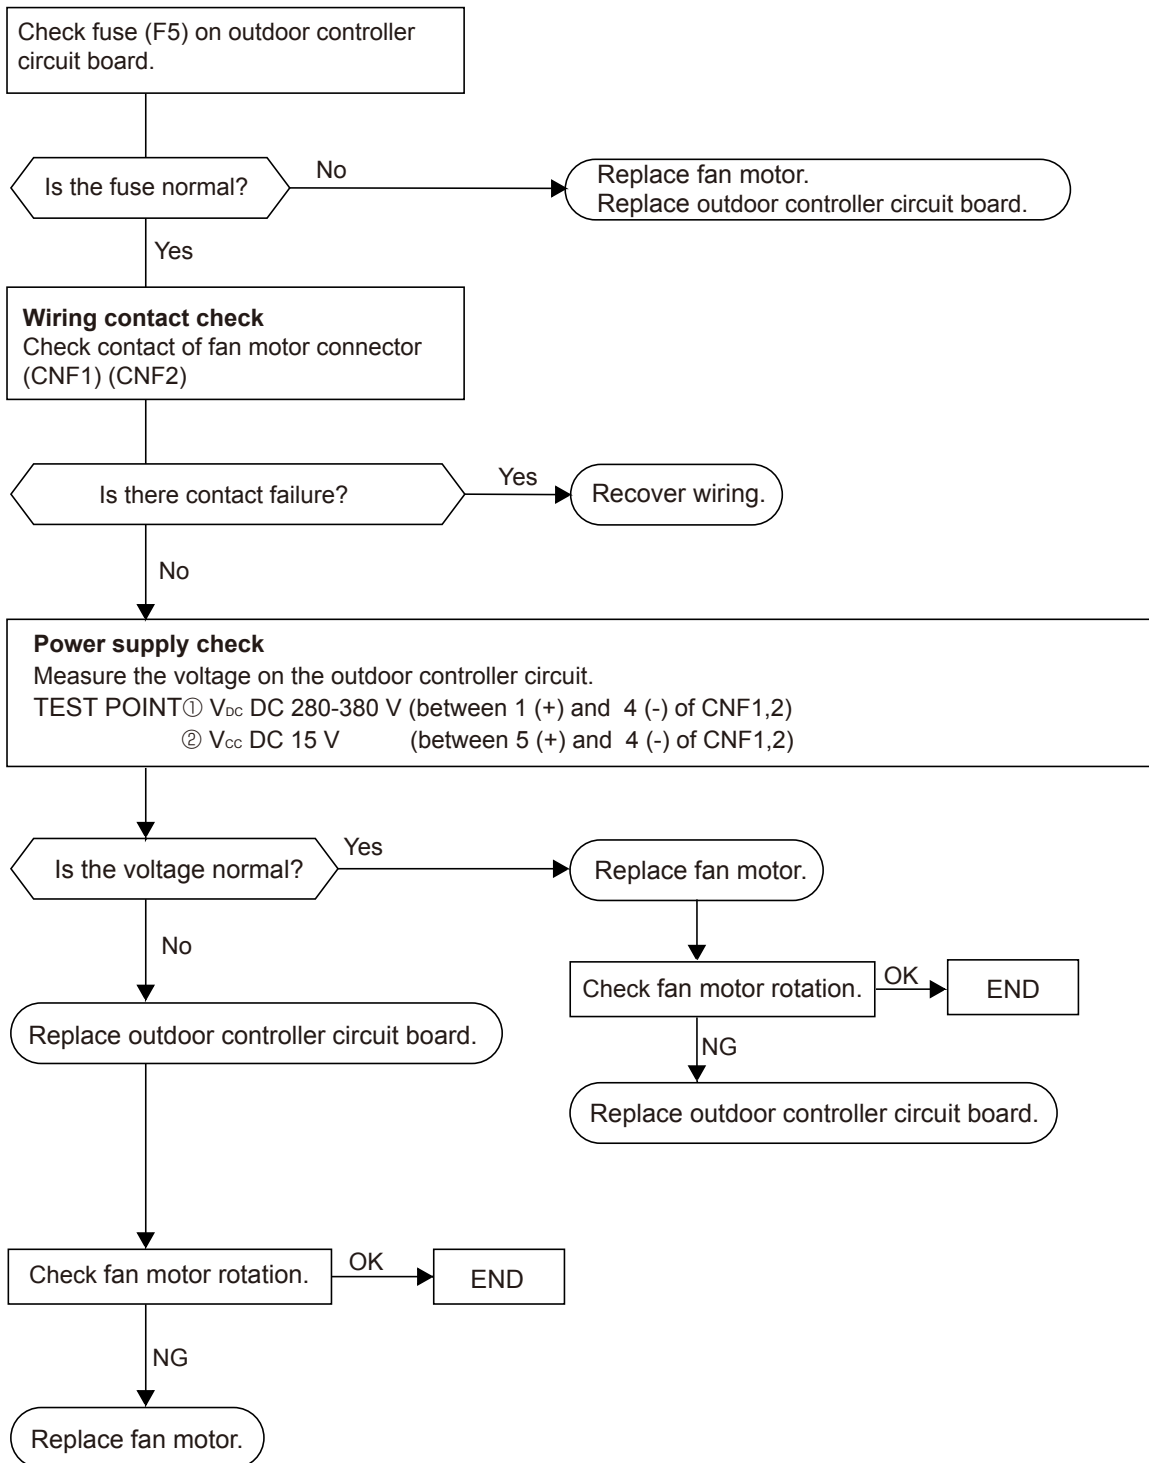 Check fuse (F5) on outdoor controller
circuit board.
Is the fuse normal?
No
Replace fan motor.
Replace outdoor controller circuit board.
Yes
Wiring contact check
Check contact of fan motor connector
(CNF1) (CNF2)
Is there contact failure?
Yes
Recover wiring.
No
Power supply check
Measure the voltage on the outdoor controller circuit.
TEST POINT① VDC DC 280-380 V (between 1 (+) and 4 (-) of CNF1,2)
② VCC DC 15 V (between 5 (+) and 4 (-) of CNF1,2)
Is the voltage normal?
Yes
Replace fan motor.
No
Check fan motor rotation.
OK
END
NG
Replace outdoor controller circuit board.
Replace outdoor controller circuit board.
Check fan motor rotation.
OK
END
NG
Replace fan motor.